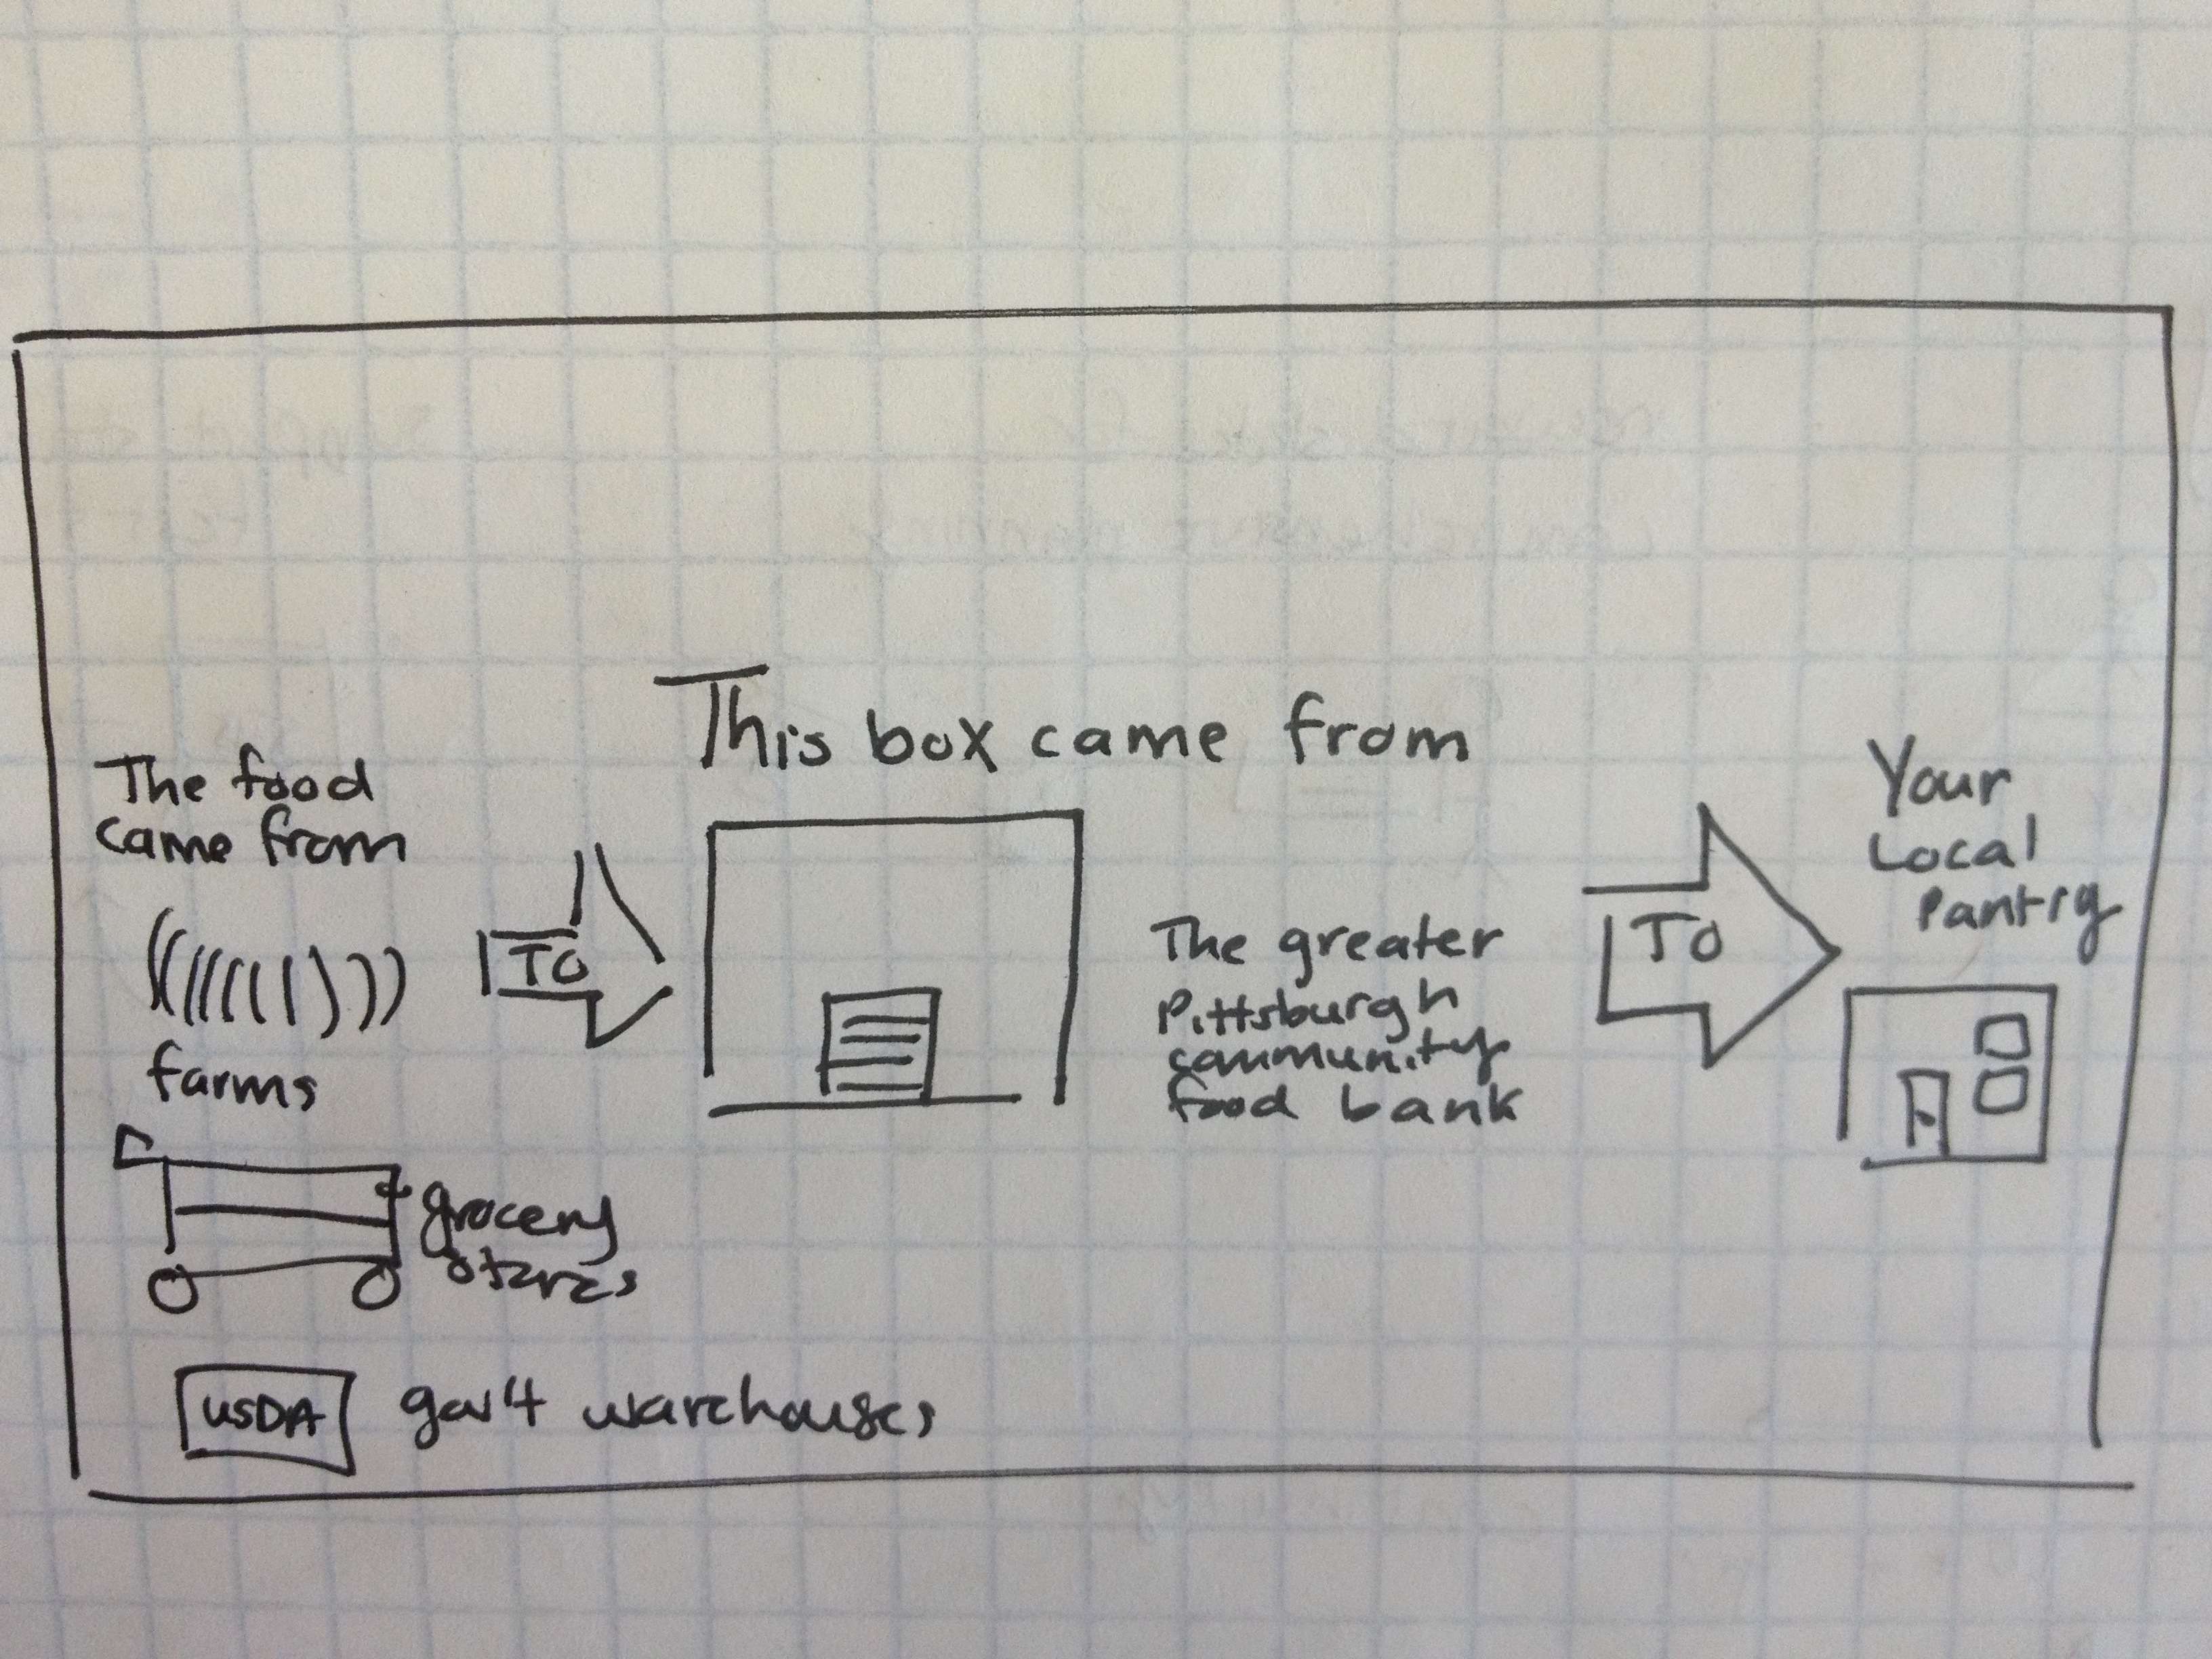 This box came from
The food
came from
farms
grocery
stores
USDA gov't warehouses
TO
The greater
Pittsburgh
community
food bank
TO
Your
Local
Pantry